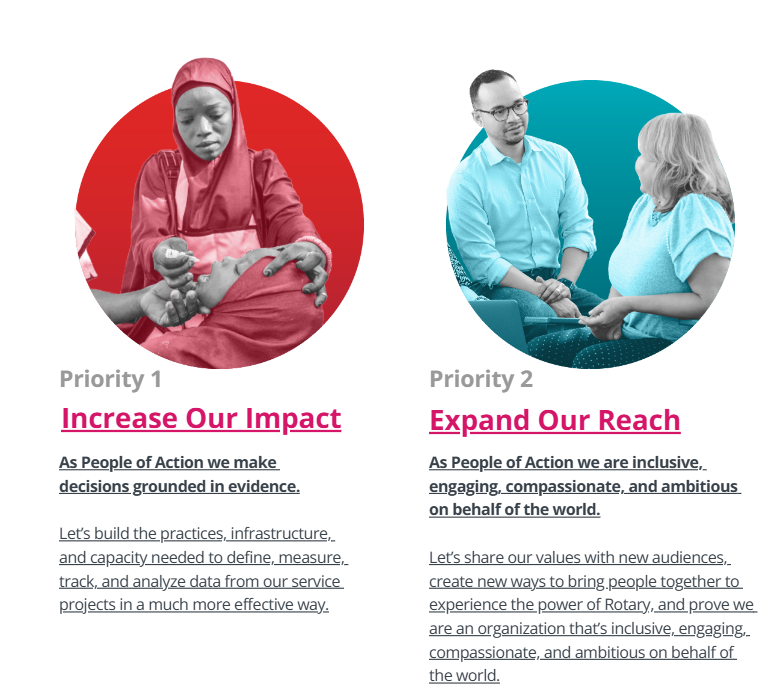 Priority 1
Increase Our Impact
As People of Action we make
decisions grounded in evidence.
Let’s build the practices, infrastructure,
and capacity needed to define, measure,
track, and analyze data from our service
projects in a much more effective way.
Priority 2
Expand Our Reach
As People of Action we are inclusive,
engaging, compassionate, and ambitious
on behalf of the world.
Let’s share our values with new audiences,
create new ways to bring people together to
experience the power of Rotary, and prove we
are an organization that’s inclusive, engaging,
compassionate, and ambitious on behalf of
the world.